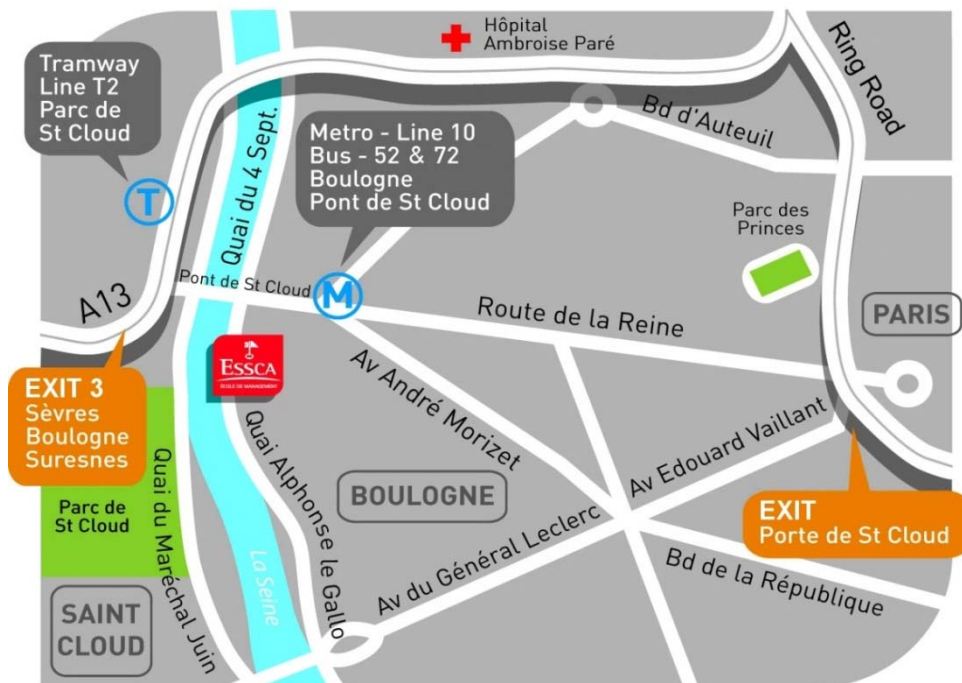 Hôpital
Ambroise Paré
Tramway
Line T2
Parc de
St Cloud
Ring Road
Metro - Line 10
Bus - 52 & 72
Boulogne
Pont de St Cloud
Bd d'Auteuil
Quai du 4 Sept.
T
Parc des
Princes
Pont de St Cloud
M
A13
Route de la Reine
PARIS
ESSCA
ÉCOLE DE MANAGEMENT
EXIT 3
Sèvres
Boulogne
Suresnes
Av André Morizet
Av Edouard Vaillant
Quai Alphonse le Gallo
BOULOGNE
Quai du Maréchal Juin
Parc de
St Cloud
EXIT
Porte de St Cloud
Av du Général Leclerc
Bd de la République
La Seine
SAINT
CLOUD